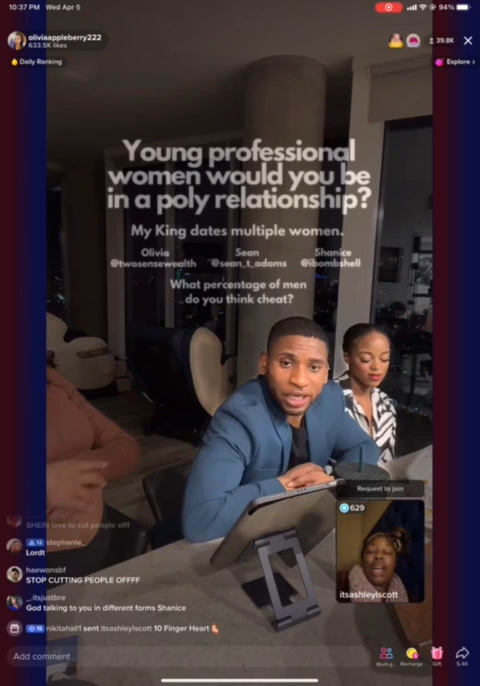 10:37 PM Wed Apr 5
94%
oliviaappleberry222
633.5K likes
39.8K
Daily Ranking
Explore >
Young professional
women would you be
in a poly relationship?
My King dates multiple women.
Olivia Sean Shanice
@twosensewealth @sean_t_adams @ibombshell
What percentage of men
do you think cheat?
Request to join
629
itsashleylscott
SHEIN love to cut people offf
12 stephanie_
Lordt
haewonsbf
STOP CUTTING PEOPLE OFFFF
__itsjustbre
God talking to you in different forms Shanice
15 nikitahall1 sent itsashleylscott 10 Finger Heart
Add comment
Multi-g...
Recharge
Gift
5.4K